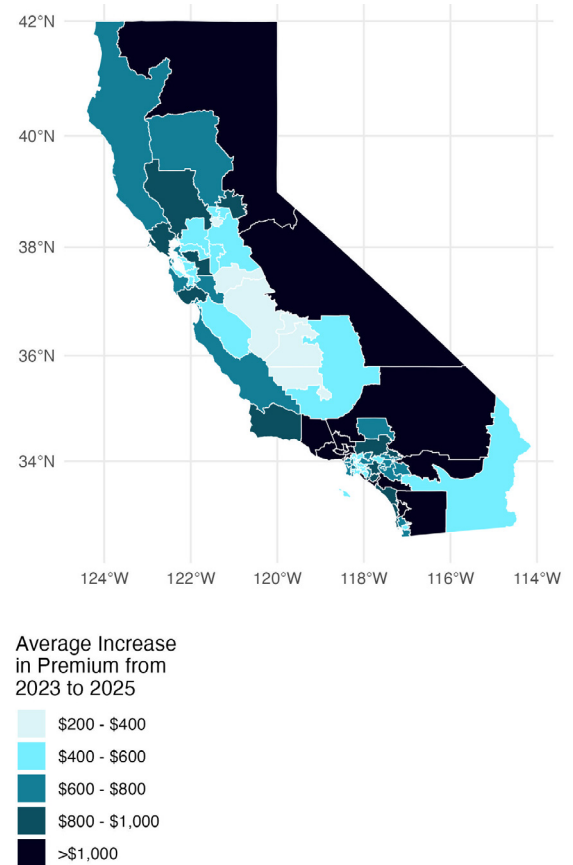 42°N
40°N
38°N
36°N
34°N
124°W 122°W 120°W 118°W 116°W 114°W
Average Increase
in Premium from
2023 to 2025
$200 - $400
$400 - $600
$600 - $800
$800 - $1,000
>$1,000